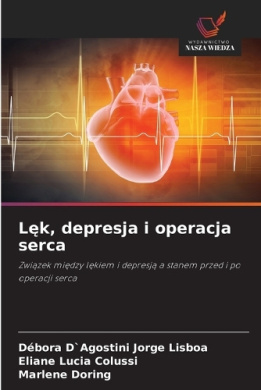 WYDAWNICTWO
NASZA WIEDZA
Lęk, depresja i operacja
serca
Związek między lękiem i depresją a stanem przed i po
operacji serca
Débora D`Agostini Jorge Lisboa
Eliane Lucia Colussi
Marlene Doring